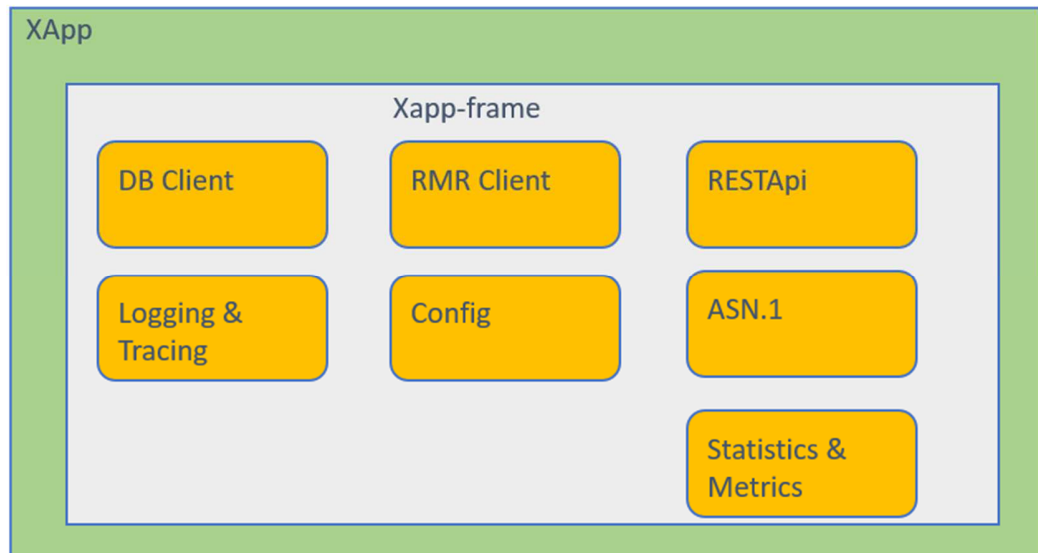 XApp
Xapp-frame
DB Client
RMR Client
RESTApi
Logging &
Tracing
Config
ASN.1
Statistics &
Metrics